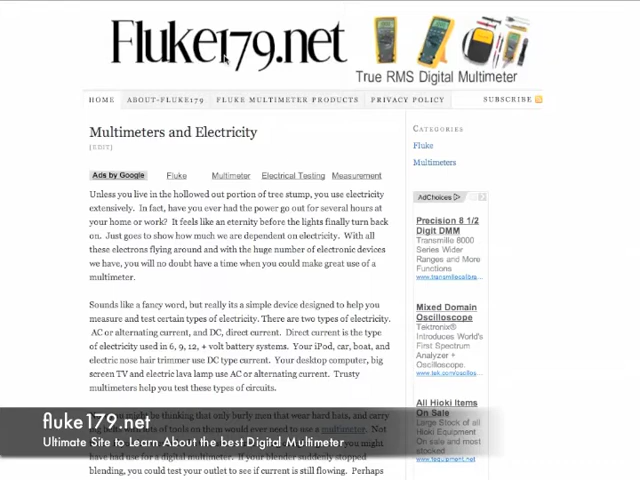 Fluke179.net
True RMS Digital Multimeter
HOME ABOUT-FLUKE179 FLUKE MULTIMETER PRODUCTS PRIVACY POLICY SUBSCRIBE
Multimeters and Electricity
[EDIT]
Ads by Google Fluke Multimeter Electrical Testing Measurement
Unless you live in the hollowed out portion of tree stump, you use electricity
extensively. In fact, have you ever had the power go out for several hours at
your home or work? It feels like an eternity before the lights finally turn back
on. Just goes to show how much we are dependent on electricity. With all
these electrons flying around and with the huge number of electronic devices
we have, you will no doubt have a time when you could make great use of a
multimeter.
Sounds like a fancy word, but really its a simple device designed to help you
measure and test certain types of electricity. There are two types of electricity.
AC or alternating current, and DC, direct current. Direct current is the type
of electricity used in 6, 9, 12, + volt battery systems. Your iPod, car, boat, and
electric nose hair trimmer use DC type current. Your desktop computer, big
screen TV and electric lava lamp use AC or alternating current. Trusty
multimeters help you test these types of circuits.
might be thinking that only burly men that wear hard hats, and carry
of tools on them would ever need to use a multimeter.
have had use for a digital multimeter. If your blender suddenly stopped
blending, you could test your outlet to see if current is still flowing. Perhaps
CATEGORIES
Fluke
Multimeters
AdChoices
Precision 8 1/2
Digit DMM
Transmille 8000
Series Wider
Ranges and More
Functions
www.transmillecalibra...
Mixed Domain
Oscilloscope
Tektronix®
Introduces World's
First Spectrum
Analyzer +
Oscilloscope.
www.tek.com/oscillos...
All Hioki Items
On Sale
Large Stock of all
Hioki Equipment
On sale and most
stocked
www.tequipment.net
fluke179.net
Ultimate Site to Learn About the best Digital Multimeter